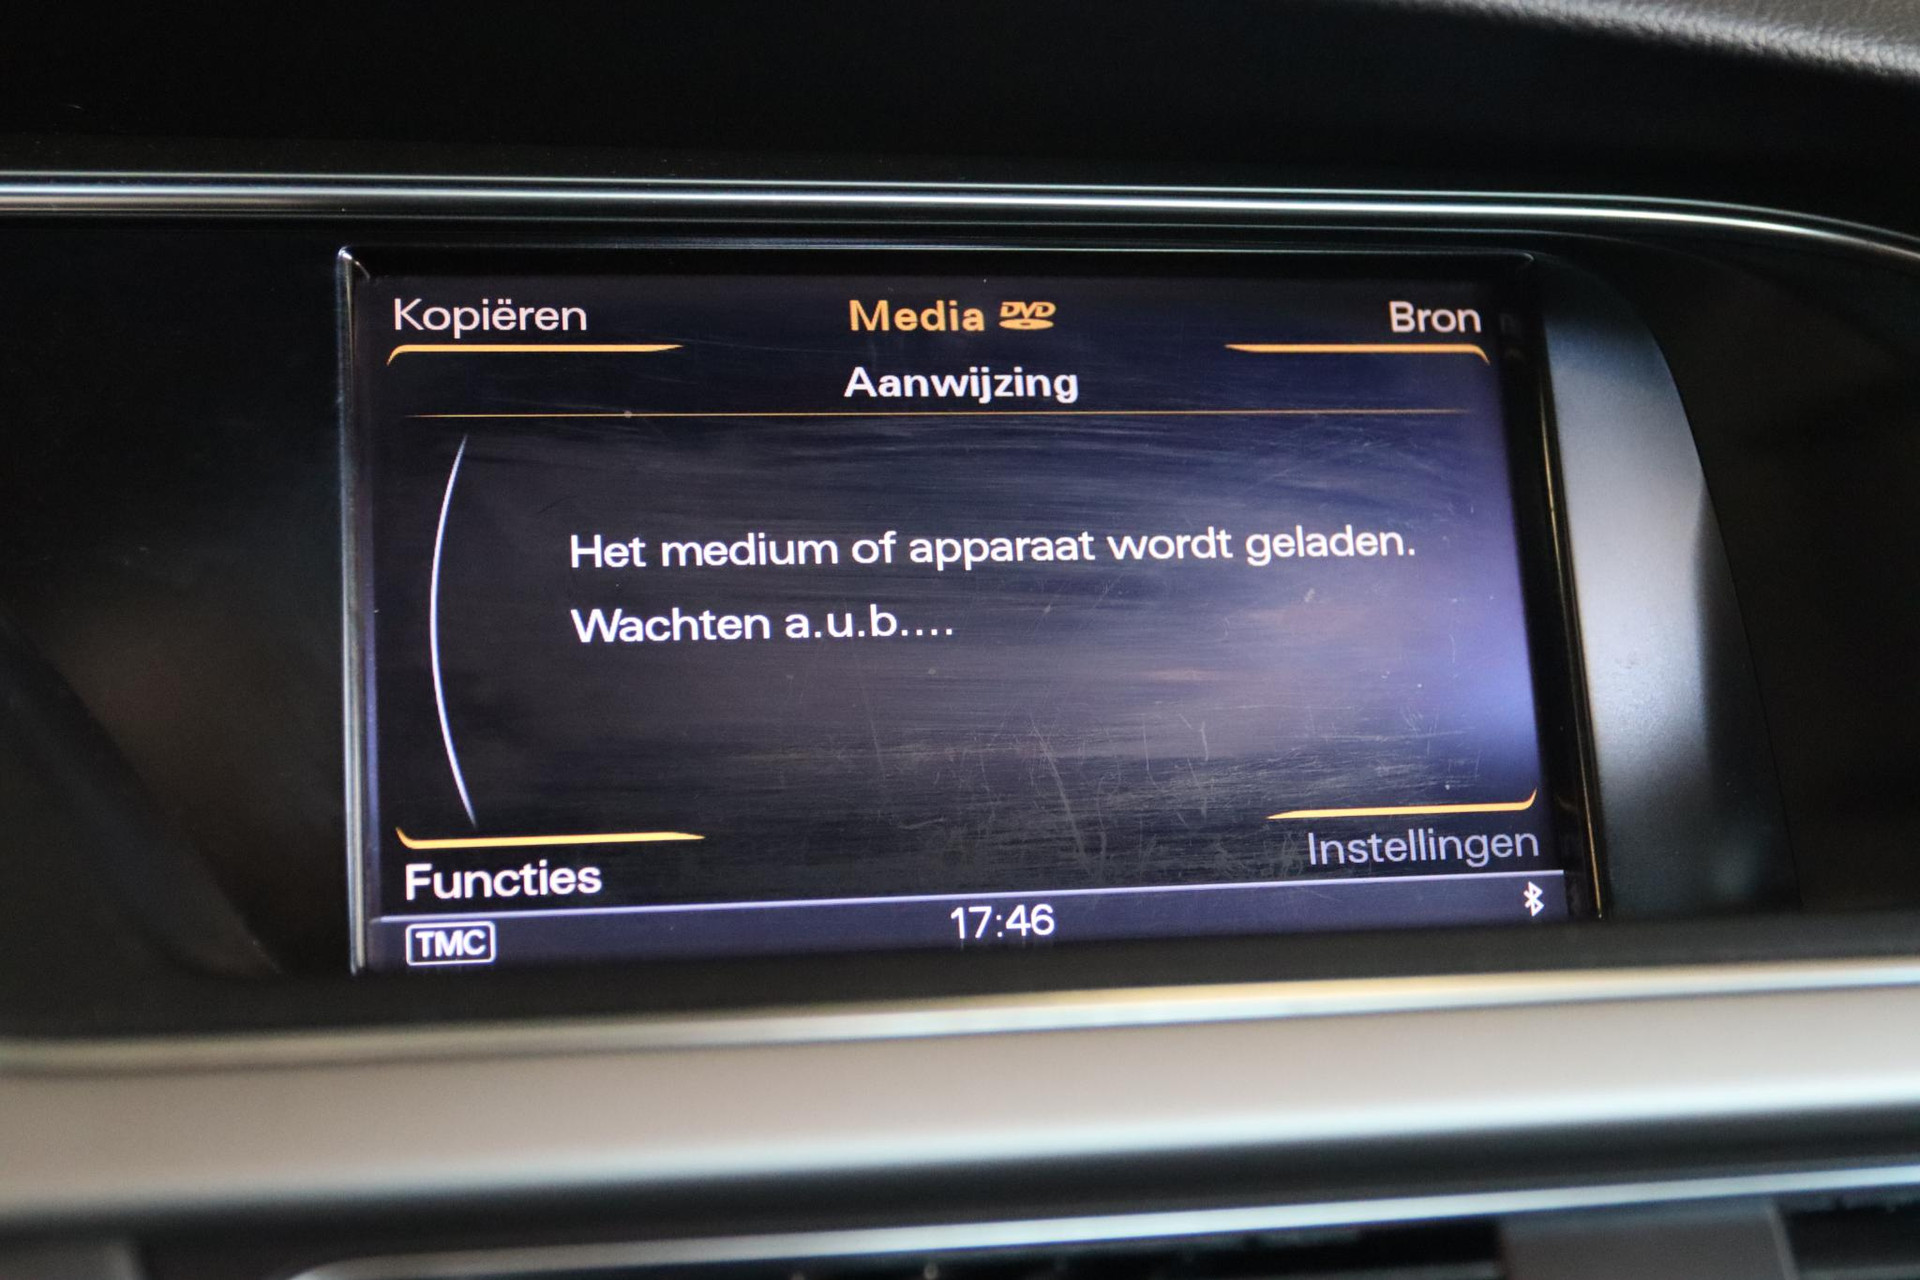 Kopiëren
Media DVD
Bron
Aanwijzing
Het medium of apparaat wordt geladen.
Wachten a.u.b....
Functies
Instellingen
TMC
17:46